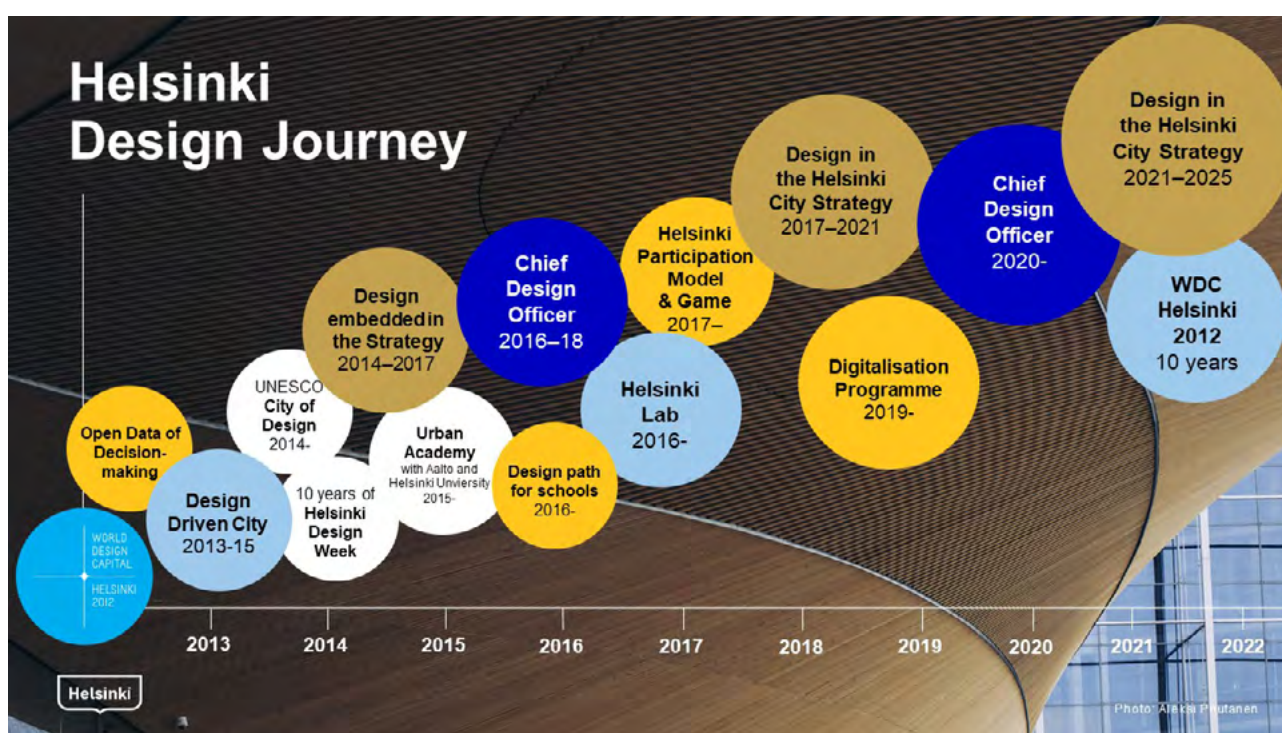 Helsinki
Design Journey
Open Data of
Decision-
making
WORLD
DESIGN
CAPITAL
HELSINKI
2012
Design
Driven City
2013-15
UNESCO
City of
Design
2014-
10 years of
Helsinki
Design
Week
Design
embedded in
the Strategy
2014–2017
Urban
Academy
with Aalto and
Helsinki Unviersity
2015-
Chief
Design
Officer
2016–18
Design path
for schools
2016-
Helsinki
Lab
2016-
Helsinki
Participation
Model
& Game
2017–
Design in
the Helsinki
City Strategy
2017–2021
Digitalisation
Programme
2019-
Chief
Design
Officer
2020-
Design in
the Helsinki
City Strategy
2021–2025
WDC
Helsinki
2012
10 years
2013 2014 2015 2016 2017 2018 2019 2020 2021 2022
Helsinki
Photo: Aleksi Poutanen